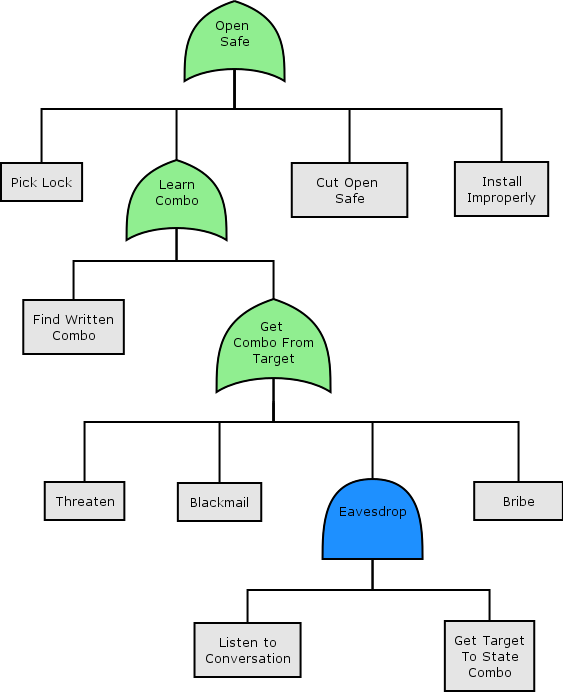 Open
Safe
Pick Lock
Learn
Combo
Cut Open
Safe
Install
Improperly
Find Written
Combo
Get
Combo From
Target
Threaten
Blackmail
Eavesdrop
Bribe
Listen to
Conversation
Get Target
To State
Combo